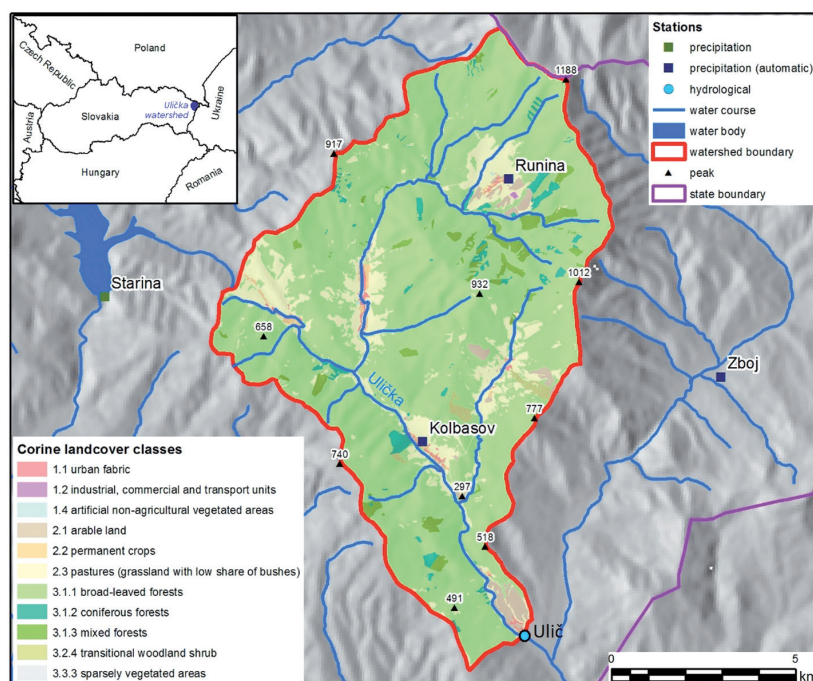 Poland
Czech Republic
Slovakia
Ulička
watershed
Ukraine
Austria
Hungary
Romania
Stations
precipitation
precipitation (automatic)
hydrological
water course
water body
watershed boundary
peak
state boundary
1188
917
Runina
1012
932
Starina
658
Zboj
Ulička
777
Kolbasov
740
297
518
491
Ulič
Corine landcover classes
1.1 urban fabric
1.2 industrial, commercial and transport units
1.4 artificial non-agricultural vegetated areas
2.1 arable land
2.2 permanent crops
2.3 pastures (grassland with low share of bushes)
3.1.1 broad-leaved forests
3.1.2 coniferous forests
3.1.3 mixed forests
3.2.4 transitional woodland shrub
3.3.3 sparsely vegetated areas
0 5
km